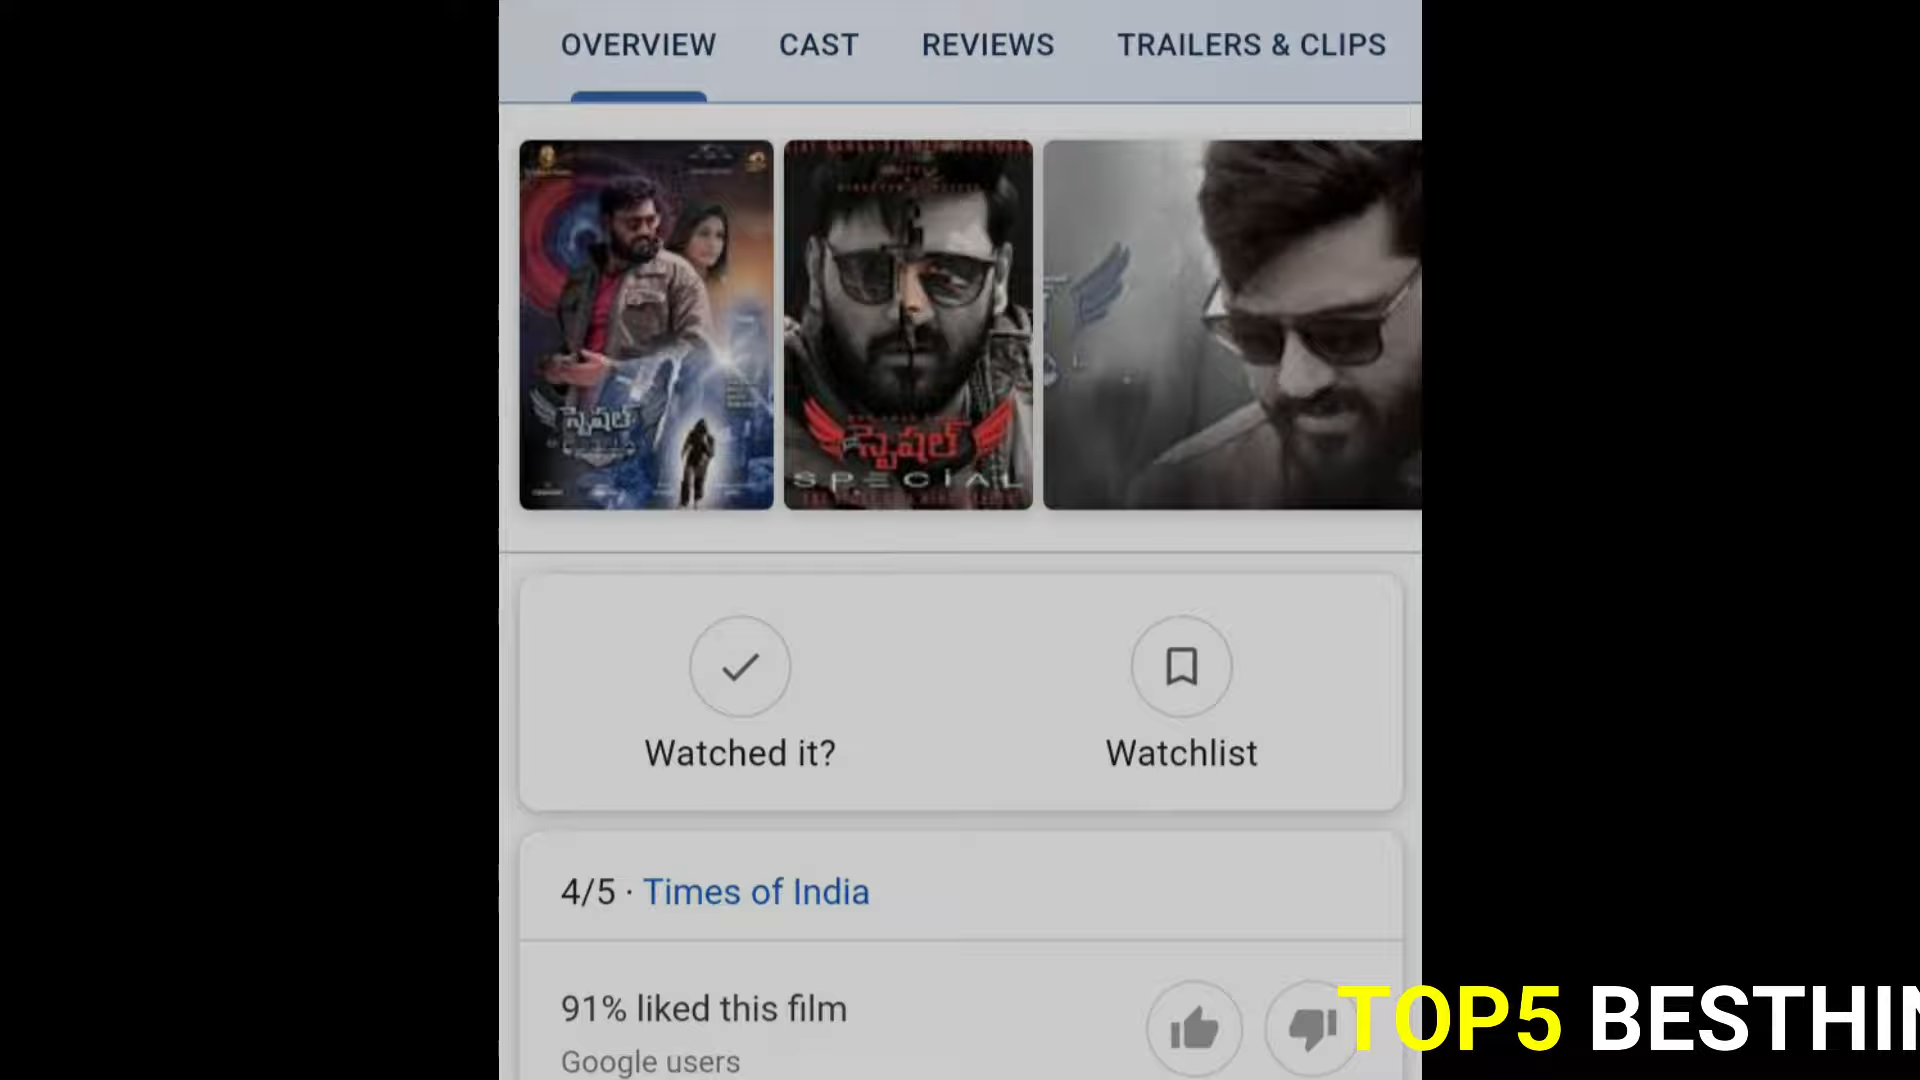 OVERVIEW CAST REVIEWS TRAILERS & CLIPS
స్పెషల్
స్పెషల్
SPECIAL
Watched it? Watchlist
4/5 · Times of India
91% liked this film
Google users
TOP5 BESTHIN